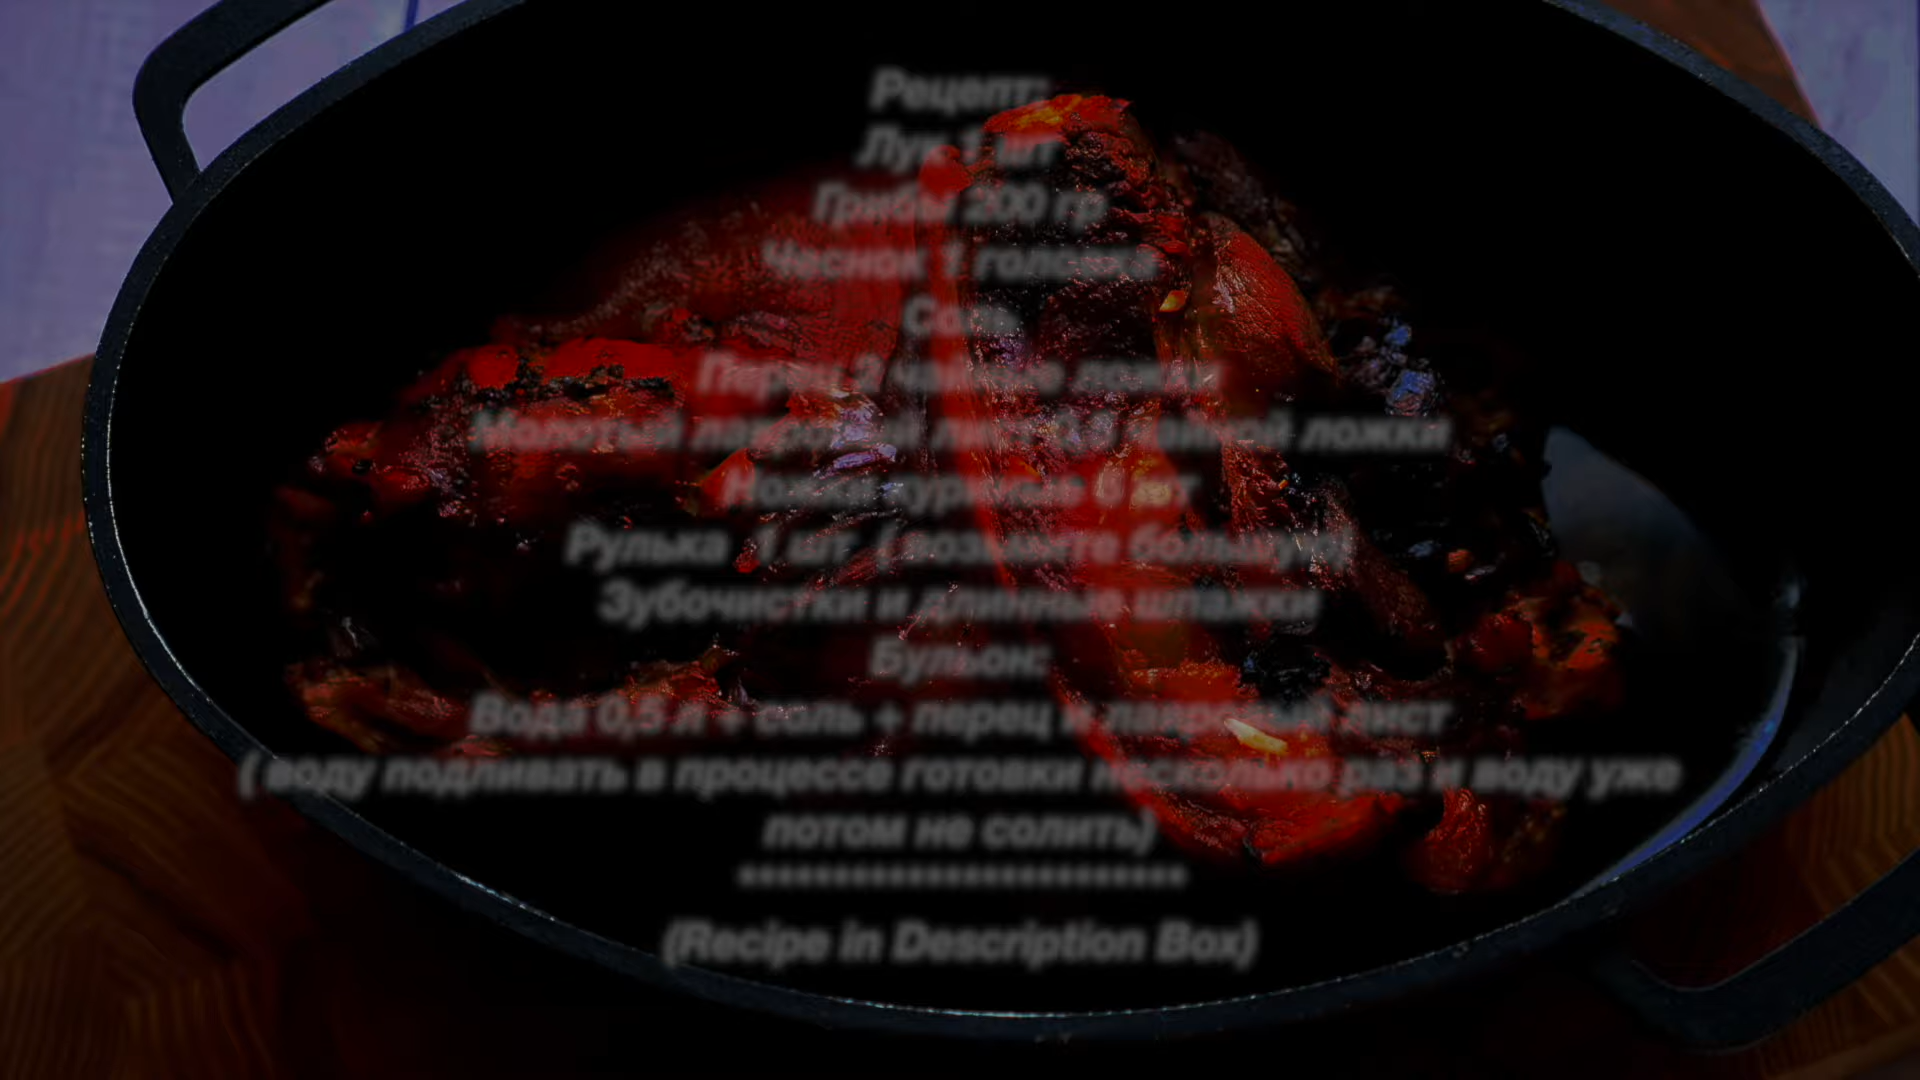 Рецепт:
Лук 1 шт
Грибы 200 гр
Чеснок 1 головка
Соль
Перец 2 чайные ложки
Молотый лавровый лист 0,5 чайной ложки
Ножки куриные 6 шт
Рулька 1 шт ( возьмите большую)
Зубочистки и длинные шпажки
Бульон:
Вода 0,5 л + соль + перец и лавровый лист
( воду подливать в процессе готовки несколько раз и воду уже
потом не солить)
************************
(Recipe in Description Box)